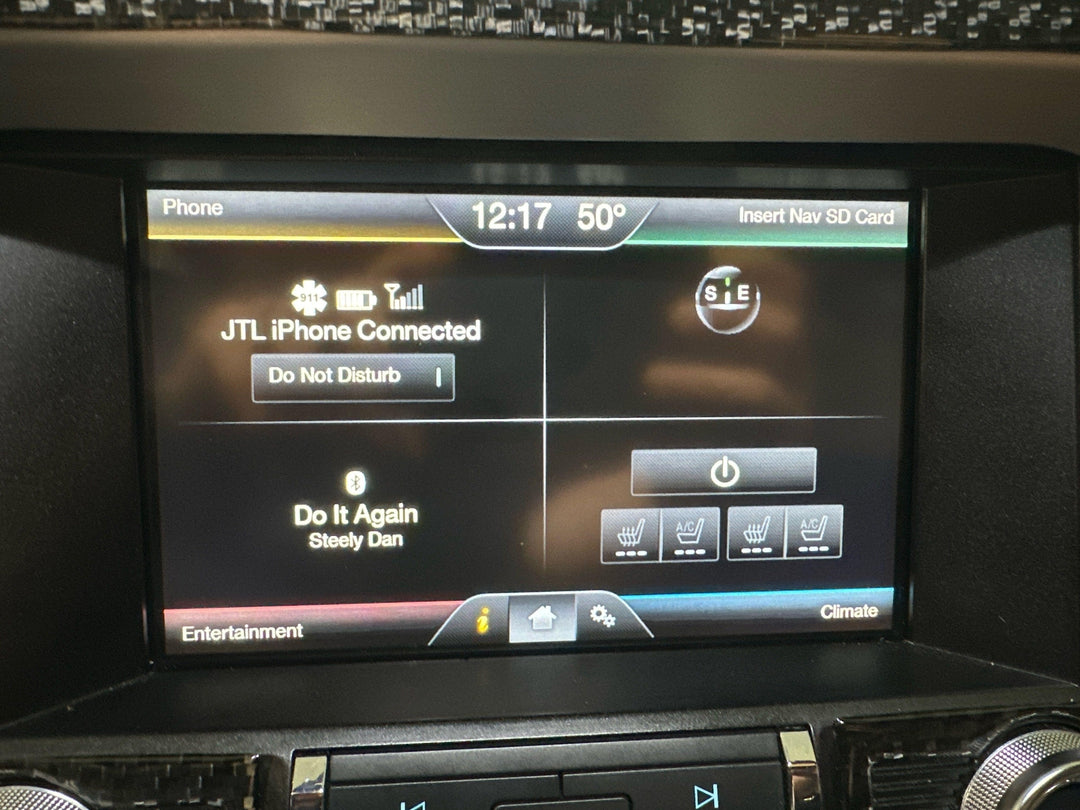 Phone
12:17 50°
Insert Nav SD Card
911
JTL iPhone Connected
Do Not Disturb
S E
Do It Again
Steely Dan
A/C
A/C
Entertainment
i
Climate